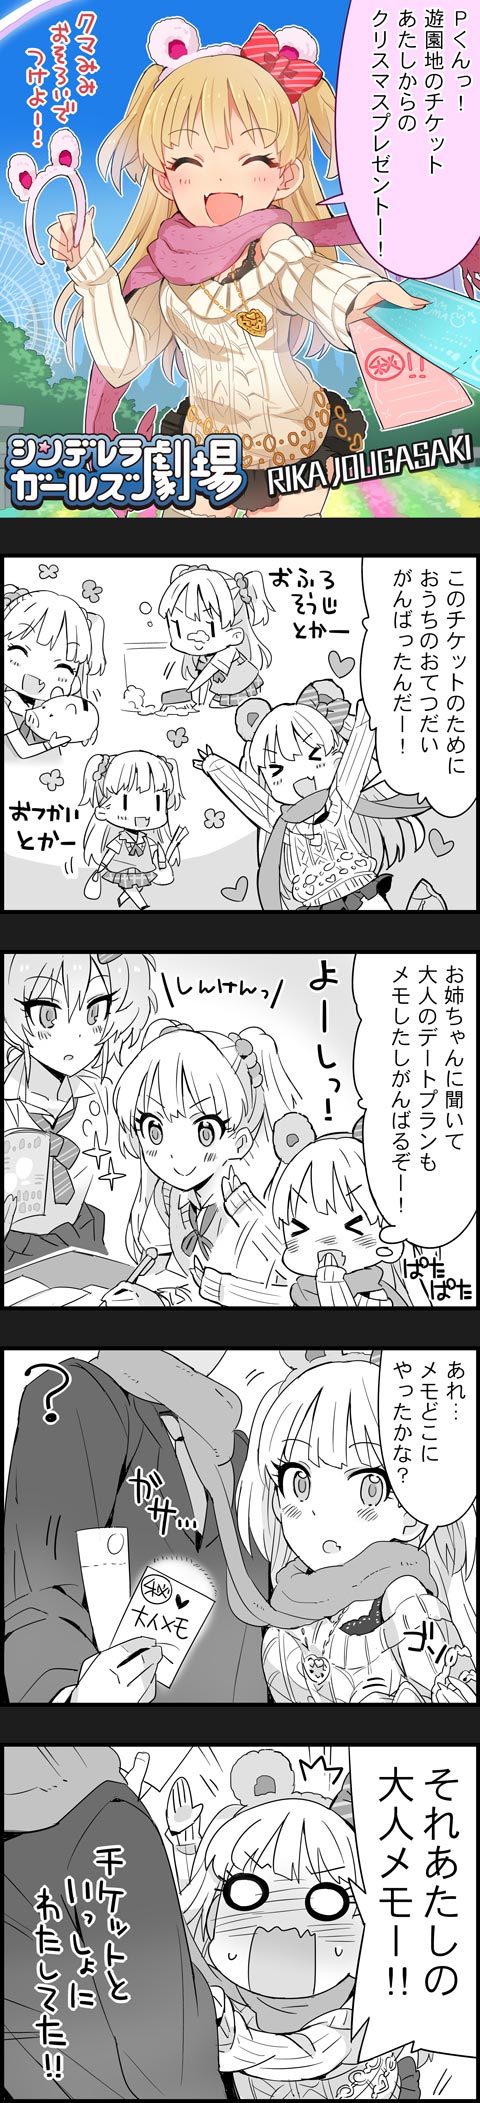 Pくんっ!
遊園地のチケット
あたしからの
クリスマスプレゼントー!
クマみみ
おそろいで
つけよー!
㊙!!
シンデレラ
ガールズ劇場
RIKA JOUGASAKI
このチケットのために
おうちのおてつだい
がんばったんだー!
おふろ
そうじ
とかー
おつかい
とかー
お姉ちゃんに聞いて
大人のデートプランも
メモしたしがんばるぞー!
よーしっ!
しんけんっ
ぱた
ぱた
あれ…
メモどこに
やったかな?
?
ガサ…
㊙♥
大人メモ
ゴソ
それあたしの
大人メモー!!
チケットと
いっしょに
わたしてた!!